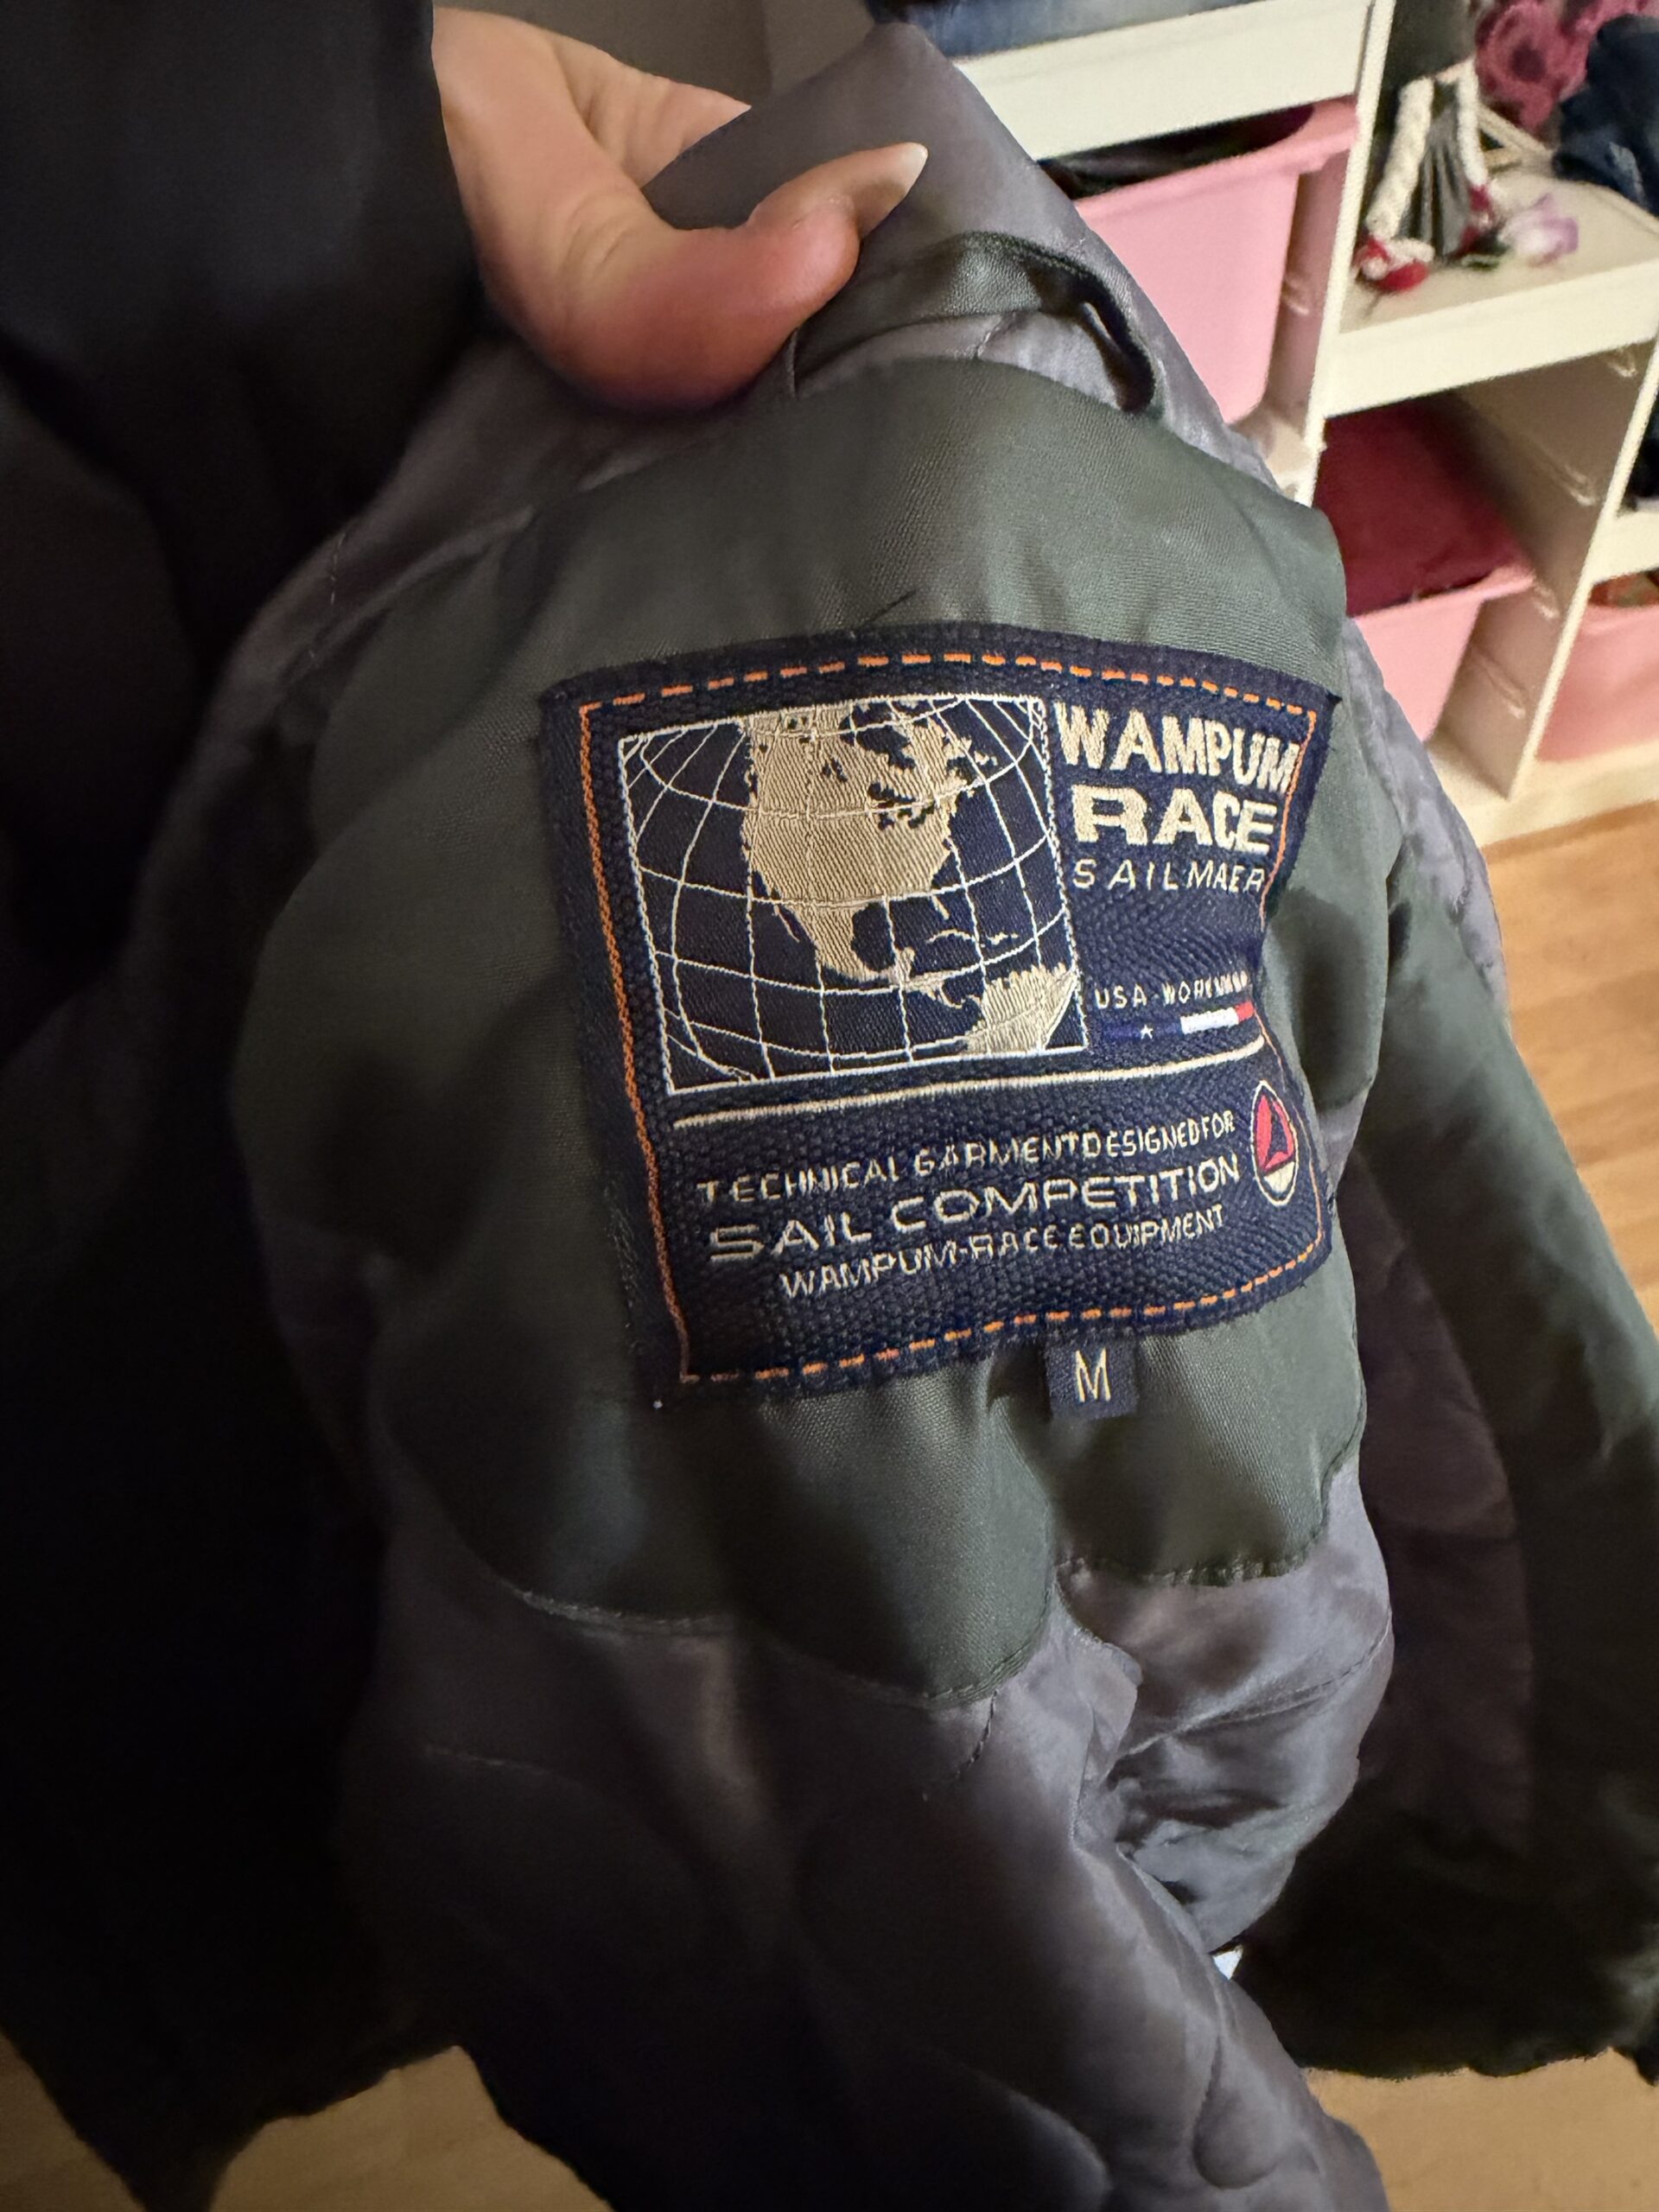 WAMPUM
RACE
SAILMAER
USA
TECHNICAL GARMENT DESIGNED FOR
SAIL COMPETITION
WAMPUM-RACE EQUIPMENT
M